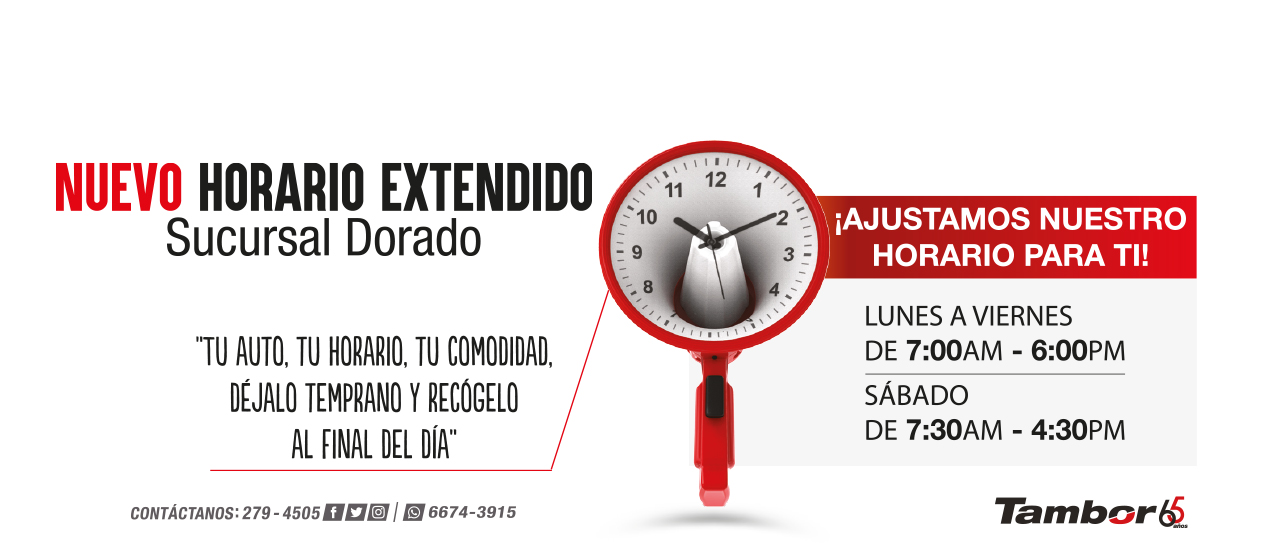 NUEVO HORARIO EXTENDIDO
Sucursal Dorado
"TU AUTO, TU HORARIO, TU COMODIDAD,
DÉJALO TEMPRANO Y RECÓGELO
AL FINAL DEL DÍA"
CONTÁCTANOS: 279 - 4505 | 6674-3915
12
11 1
10 2
9 3
8 4
¡AJUSTAMOS NUESTRO
HORARIO PARA TI!
LUNES A VIERNES
DE 7:00AM - 6:00PM
SÁBADO
DE 7:30AM - 4:30PM
Tambor 65
años